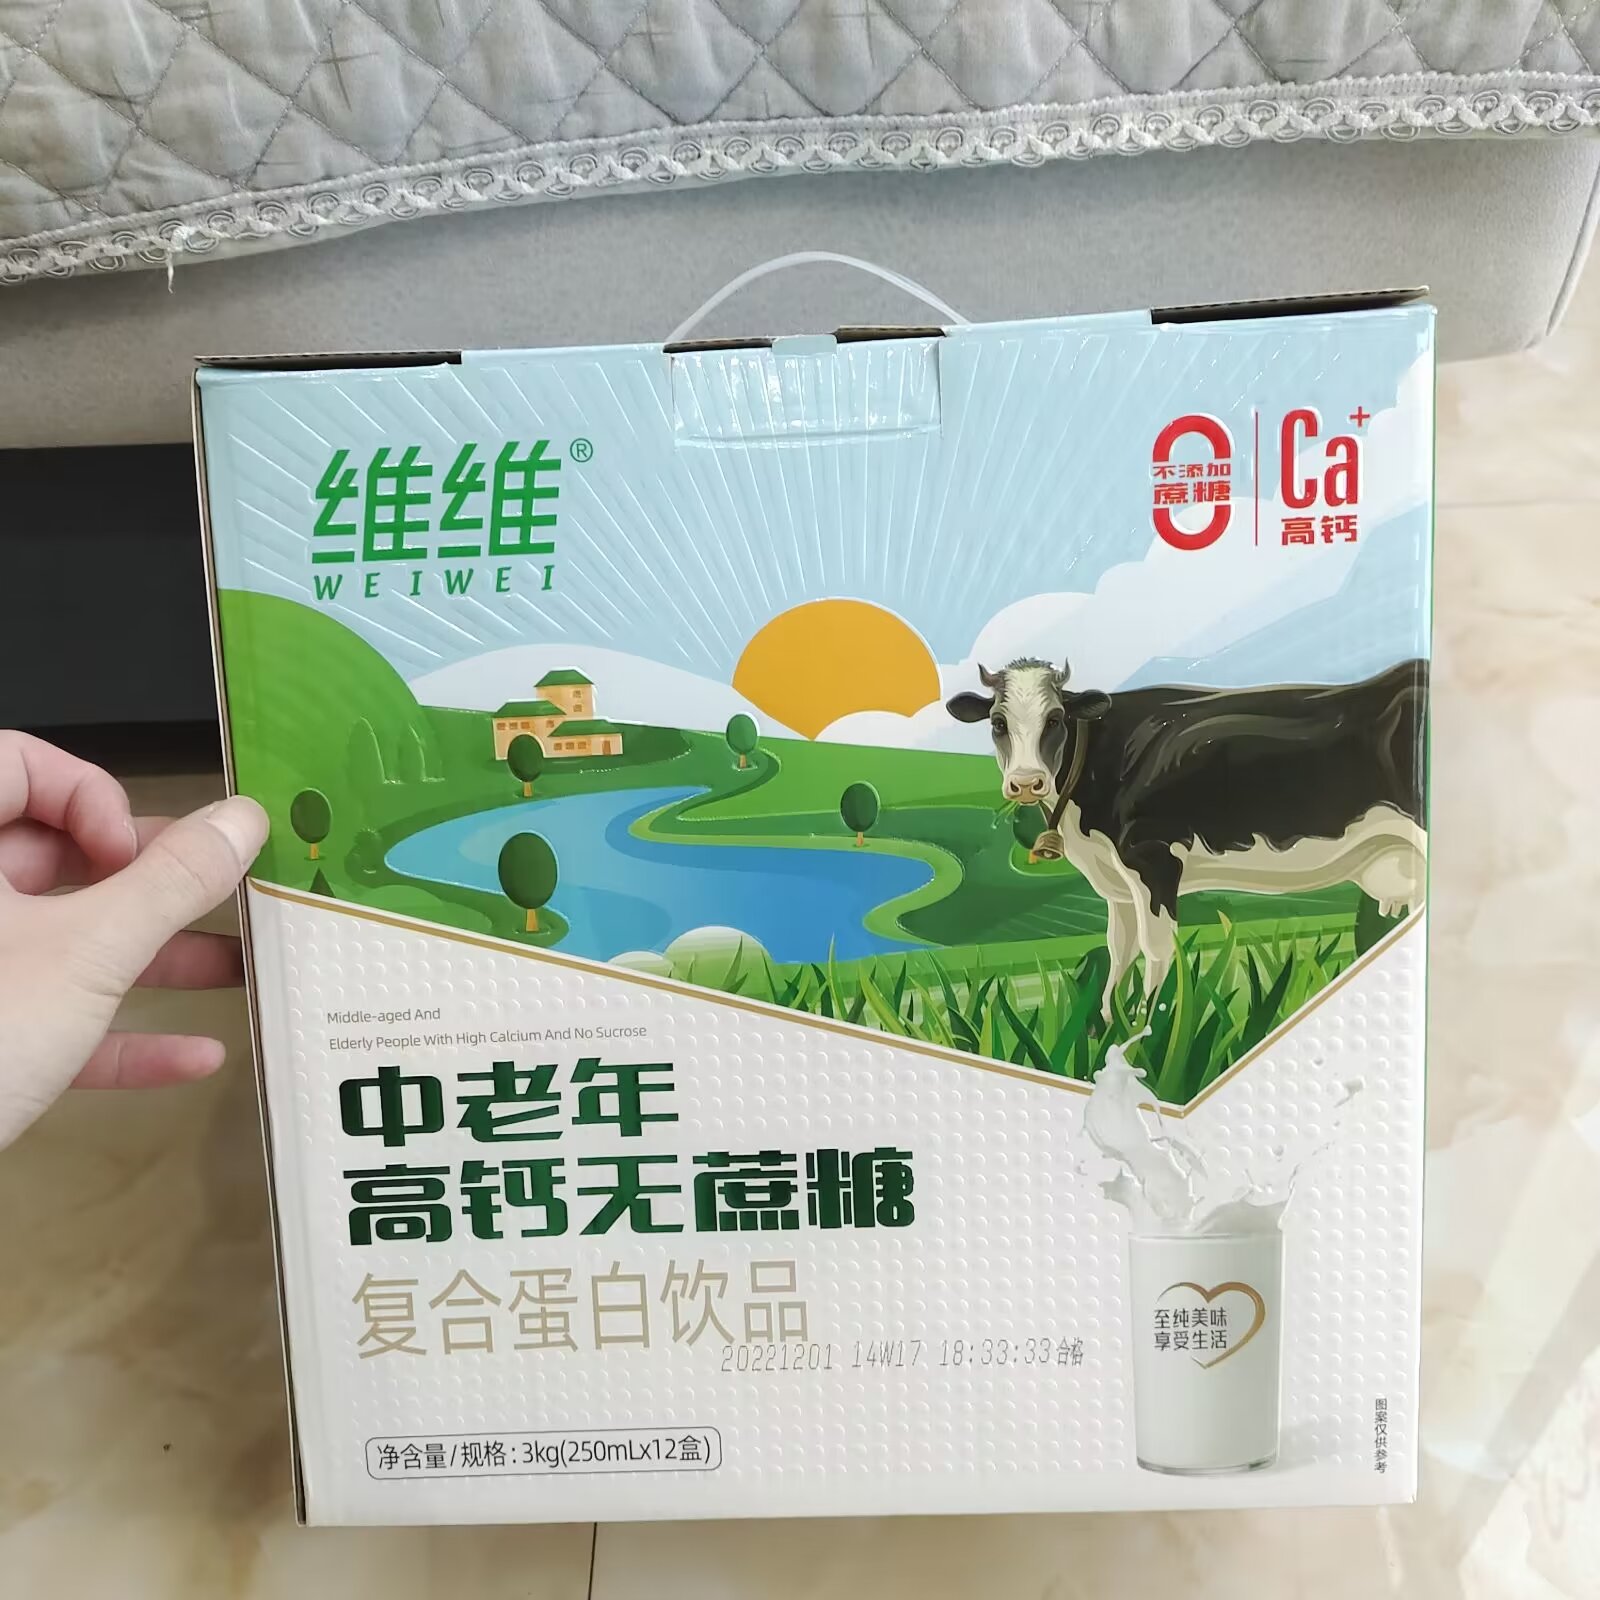 维维®
WEIWEI
不添加
蔗糖
Ca+
高钙
Middle-aged And
Elderly People With High Calcium And No Sucrose
中老年
高钙无蔗糖
复合蛋白饮品
20221201 14W17 18:33:33合格
净含量/规格:3kg(250mLx12盒)
至纯美味
享受生活
图案仅供参考